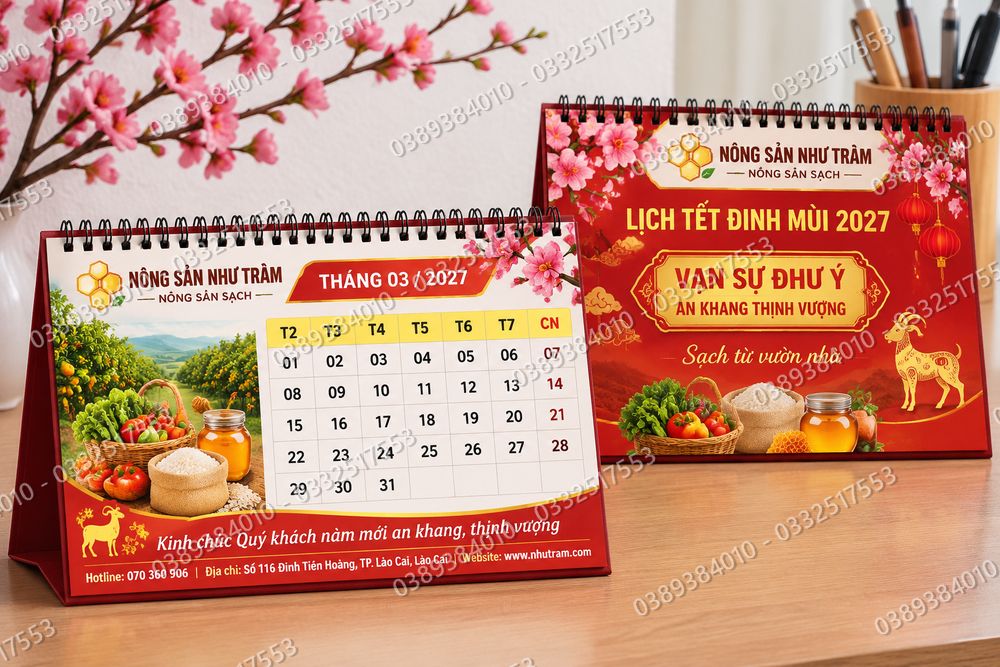 NÔNG SẢN NHƯ TRÂM
NÔNG SẢN SẠCH
LỊCH TẾT ĐINH MÙI 2027
VẠN SỰ ĐHƯ Ý
AN KHANG THỊNH VƯỢNG
Sạch từ vườn nhà
NÔNG SẢN NHƯ TRÂM
NÔNG SẢN SẠCH
THÁNG 03 / 2027
T2 T3 T4 T5 T6 T7 CN
01 02 03 04 05 06 07
08 09 10 11 12 13 14
15 16 17 18 19 20 21
22 23 24 25 26 27 28
29 30 31
Kính chúc Quý khách năm mới an khang, thịnh vượng
Hotline: 070 360 906 | Địa chỉ: Số 116 Đinh Tiên Hoàng, TP. Lào Cai, Lào Cai | Website: www.nhutram.com
0389384010 - 0332517553